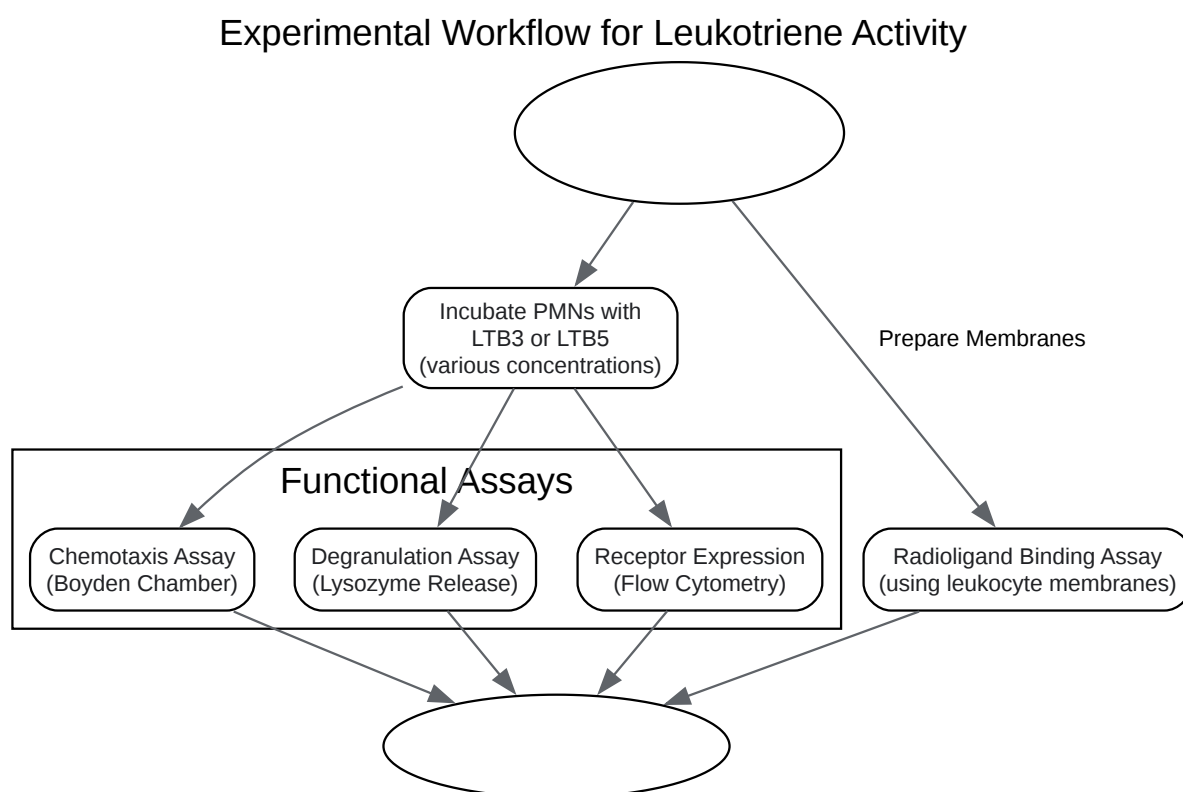 Experimental Workflow for Leukotriene Activity
Incubate PMNs with
LTB3 or LTB5
(various concentrations)
Prepare Membranes
Functional Assays
Chemotaxis Assay
(Boyden Chamber)
Degranulation Assay
(Lysozyme Release)
Receptor Expression
(Flow Cytometry)
Radioligand Binding Assay
(using leukocyte membranes)